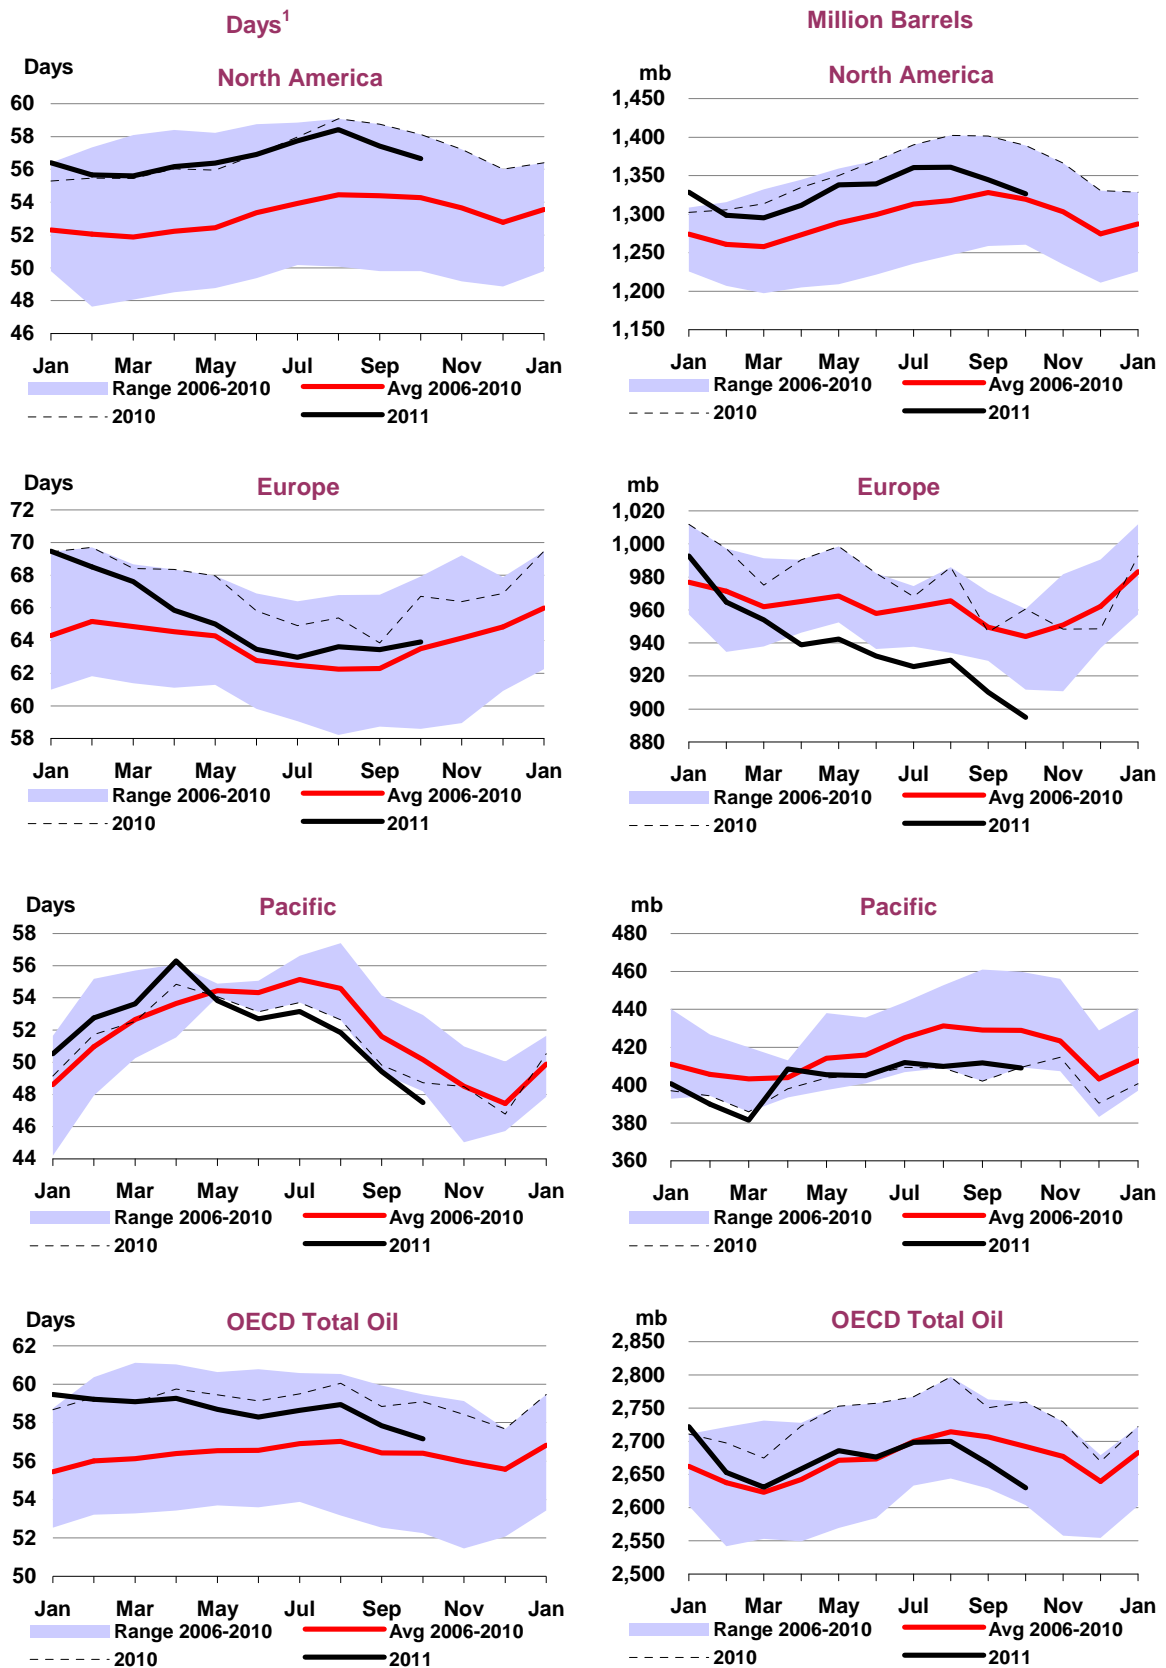 Days¹
Million Barrels
Days
North America
60
58
56
54
52
50
48
46
Jan Mar May Jul Sep Nov Jan
Range 2006-2010 Avg 2006-2010
2010 2011
mb
North America
1,450
1,400
1,350
1,300
1,250
1,200
1,150
Jan Mar May Jul Sep Nov Jan
Range 2006-2010 Avg 2006-2010
2010 2011
Days
Europe
72
70
68
66
64
62
60
58
Jan Mar May Jul Sep Nov Jan
Range 2006-2010 Avg 2006-2010
2010 2011
mb
Europe
1,020
1,000
980
960
940
920
900
880
Jan Mar May Jul Sep Nov Jan
Range 2006-2010 Avg 2006-2010
2010 2011
Days
Pacific
58
56
54
52
50
48
46
44
Jan Mar May Jul Sep Nov Jan
Range 2006-2010 Avg 2006-2010
2010 2011
mb
Pacific
480
460
440
420
400
380
360
Jan Mar May Jul Sep Nov Jan
Range 2006-2010 Avg 2006-2010
2010 2011
Days
OECD Total Oil
62
60
58
56
54
52
50
Jan Mar May Jul Sep Nov Jan
Range 2006-2010 Avg 2006-2010
2010 2011
mb
OECD Total Oil
2,850
2,800
2,750
2,700
2,650
2,600
2,550
2,500
Jan Mar May Jul Sep Nov Jan
Range 2006-2010 Avg 2006-2010
2010 2011